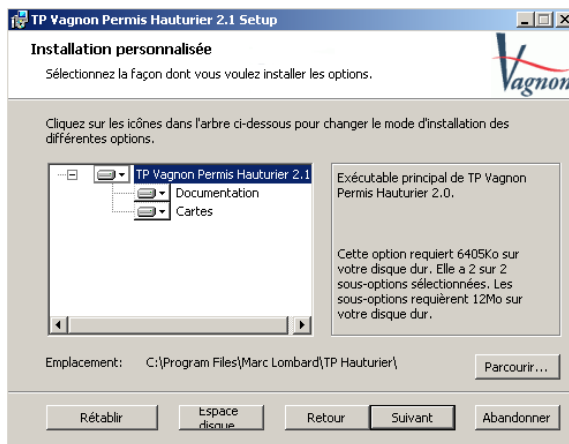 TP Vagnon Permis Hauturier 2.1 Setup
Installation personnalisée
Sélectionnez la façon dont vous voulez installer les options.
Vagnon
Cliquez sur les icônes dans l'arbre ci-dessous pour changer le mode d'installation des
différentes options.
TP Vagnon Permis Hauturier 2.1
Documentation
Cartes
Exécutable principal de TP Vagnon
Permis Hauturier 2.0.
Cette option requiert 6405Ko sur
votre disque dur. Elle a 2 sur 2
sous-options sélectionnées. Les
sous-options requièrent 12Mo sur
votre disque dur.
Emplacement: C:\Program Files\Marc Lombard\TP Hauturier\
Parcourir...
Rétablir
Espace
disque
Retour
Suivant
Abandonner